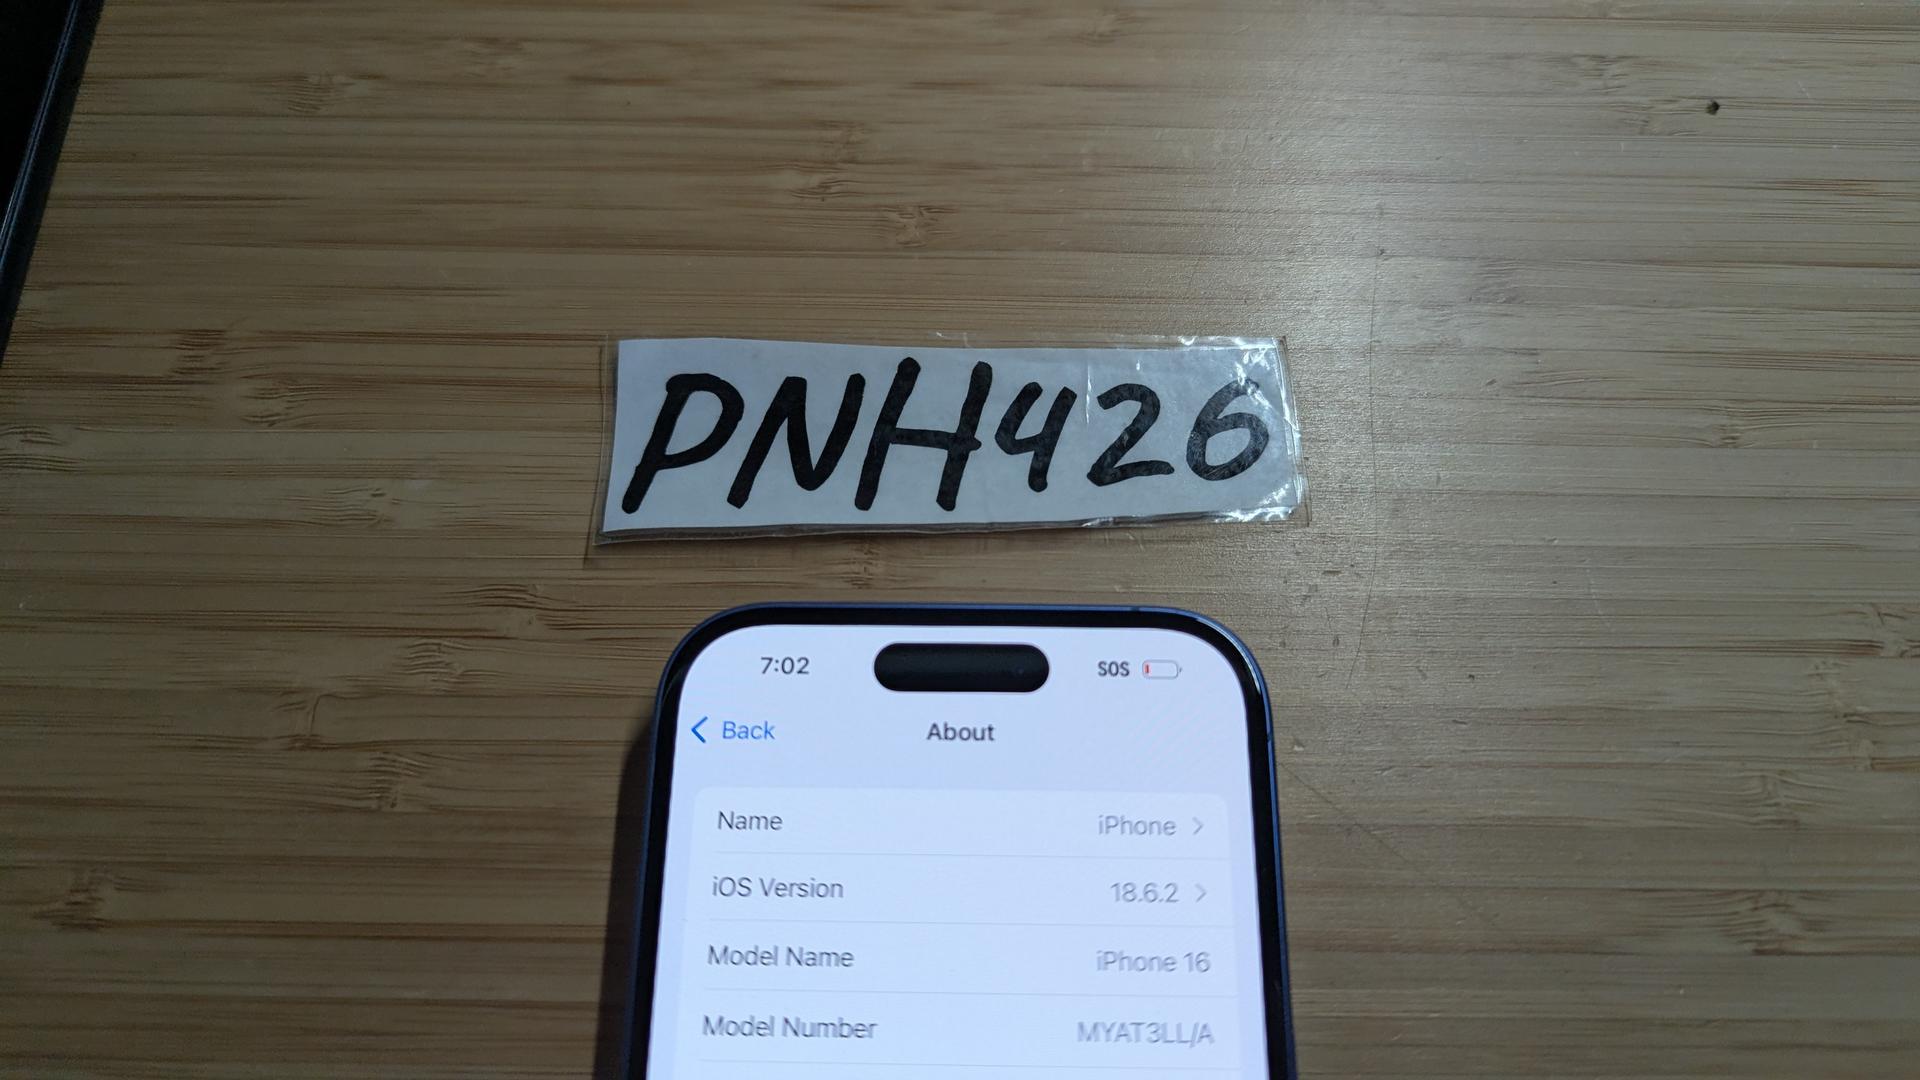 PNH426
7:02 SOS
Back About
Name iPhone
iOS Version 18.6.2
Model Name iPhone 16
Model Number MYAT3LL/A